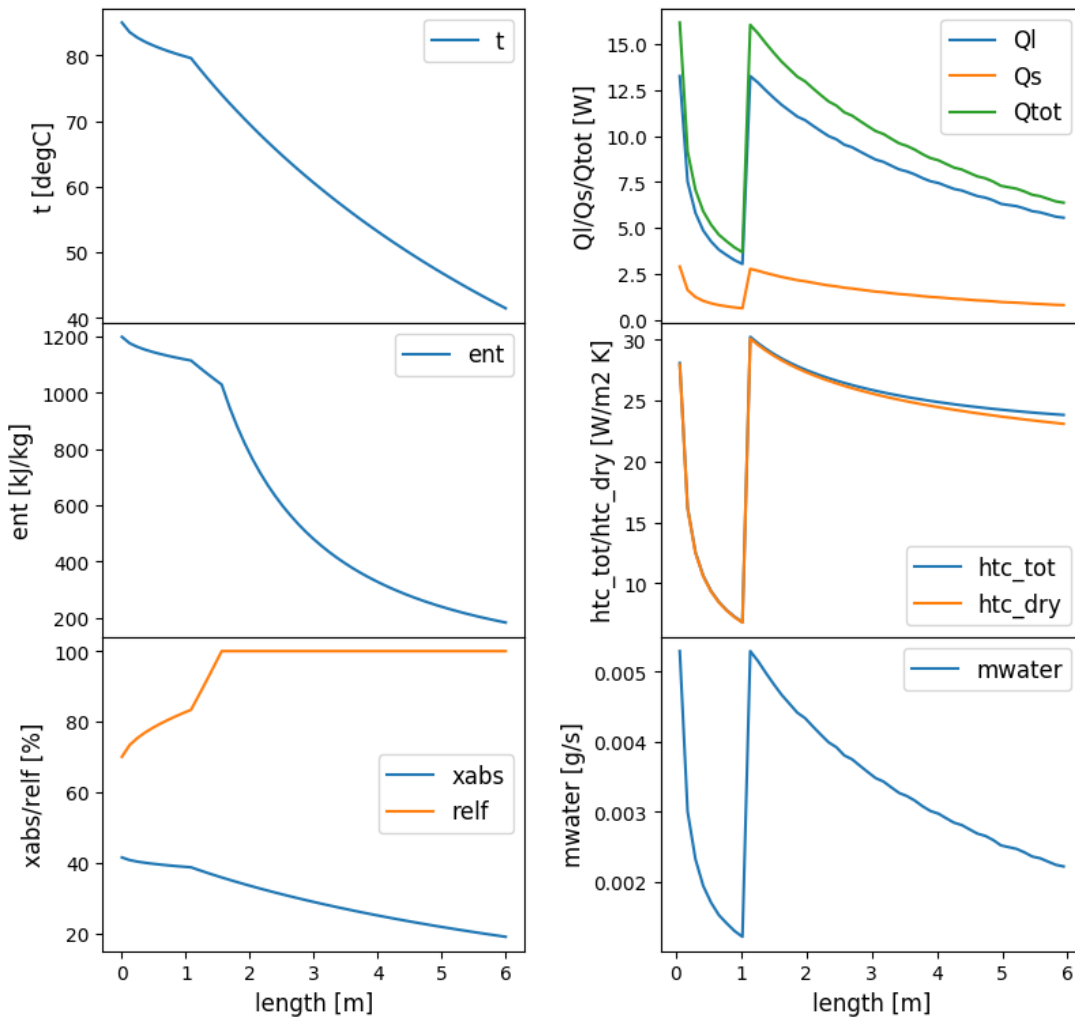 t [degC]
80
70
60
50
40
t
ent [kJ/kg]
1200
1000
800
600
400
200
ent
xabs/relf [%]
100
80
60
40
20
xabs
relf
0 1 2 3 4 5 6
length [m]
Ql/Qs/Qtot [W]
15.0
12.5
10.0
7.5
5.0
2.5
0.0
Ql
Qs
Qtot
htc_tot/htc_dry [W/m2 K]
30
25
20
15
10
htc_tot
htc_dry
mwater [g/s]
0.005
0.004
0.003
0.002
mwater
0 1 2 3 4 5 6
length [m]